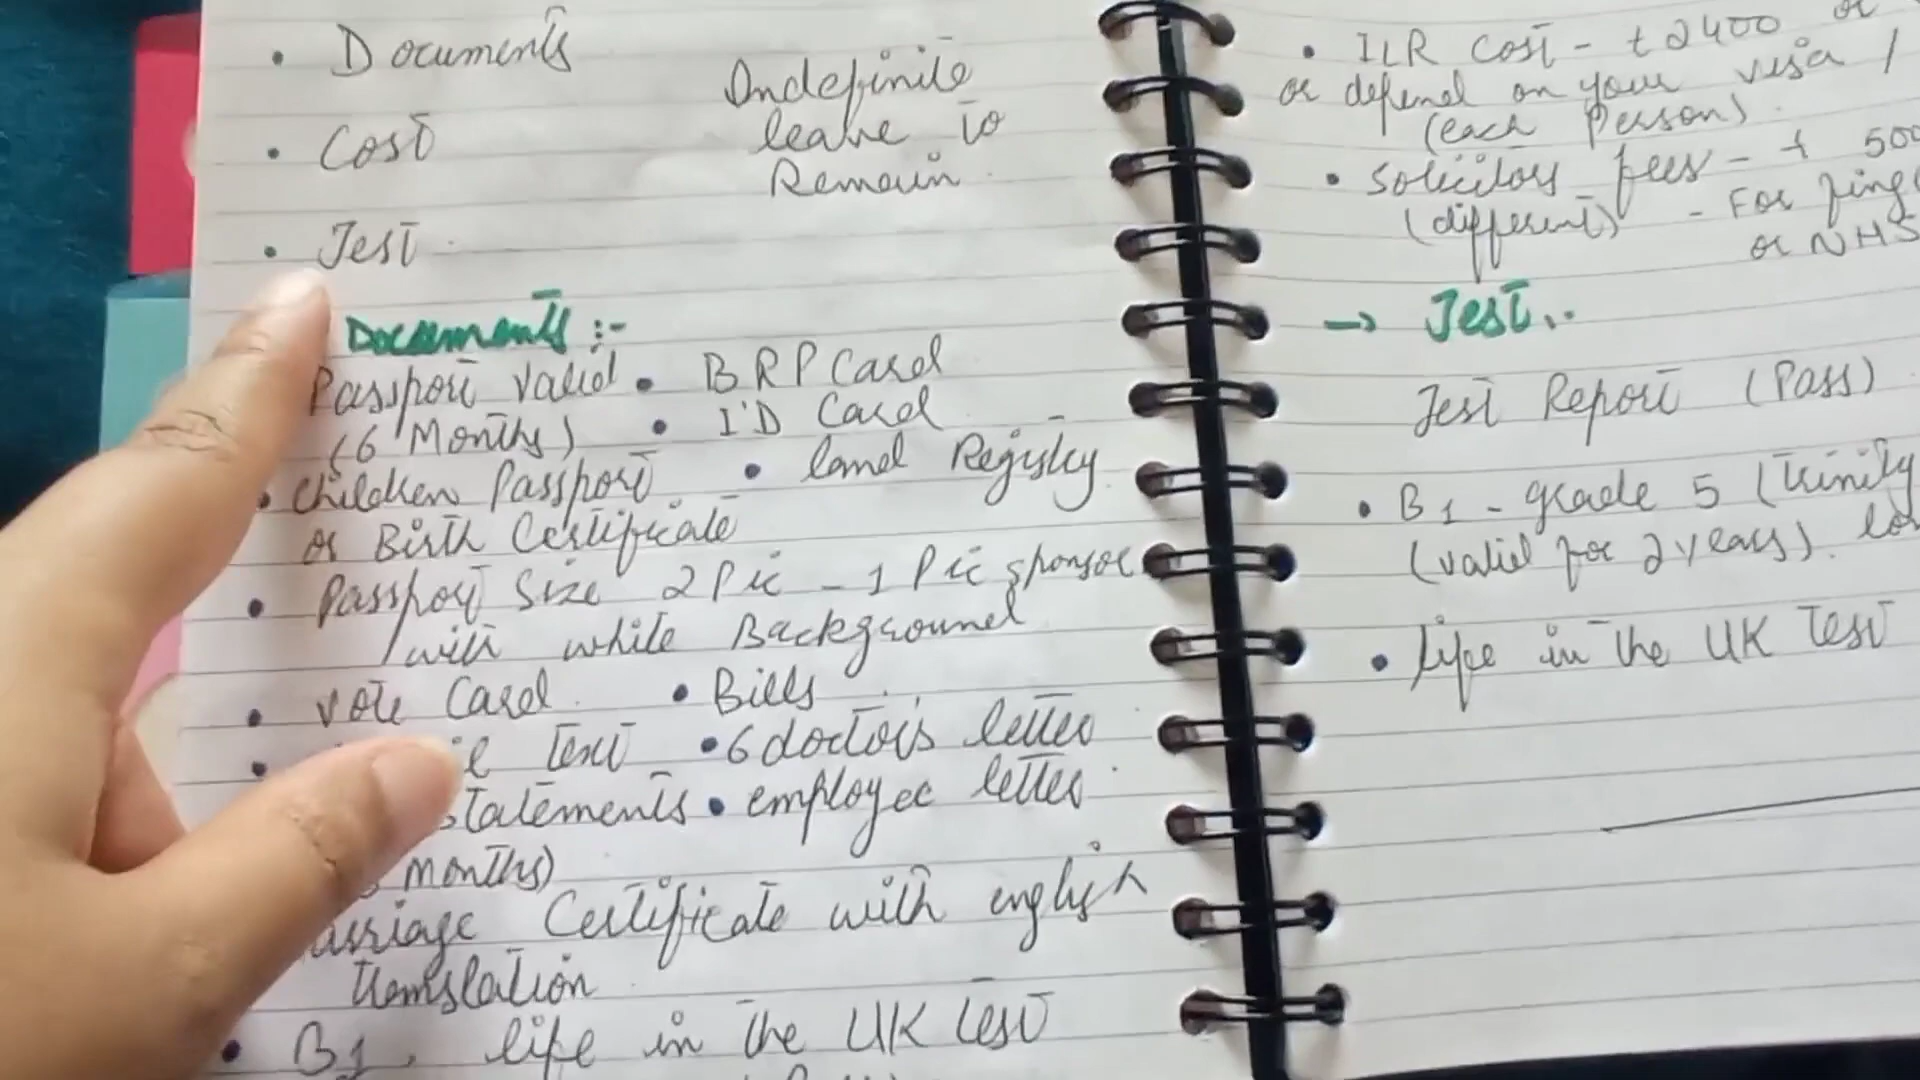 • Documents
Indefinite
leave to
Remain
• Cost
• Test
Documents :-
Passport valid • BRP Card
(6 Months) • I'D Card
• Children Passport • land Registry
or Birth Certificate
• Passport Size 2 Pic - 1 Pic sponsor
with white Background
• vote Card • Bills
• text • 6 doctors letter
statements • employee letter
months)
Marriage Certificate with english
translation
• B1, life in the UK test
• ILR Cost - £2400 or
or depend on your visa /
(each Person)
• Solicitors fees - £ 500
(different) - For
or NHS
→ Test..
Test Report (Pass)
• B1 - grade 5 (trinity
(valid for 2 years).
• life in the UK Test